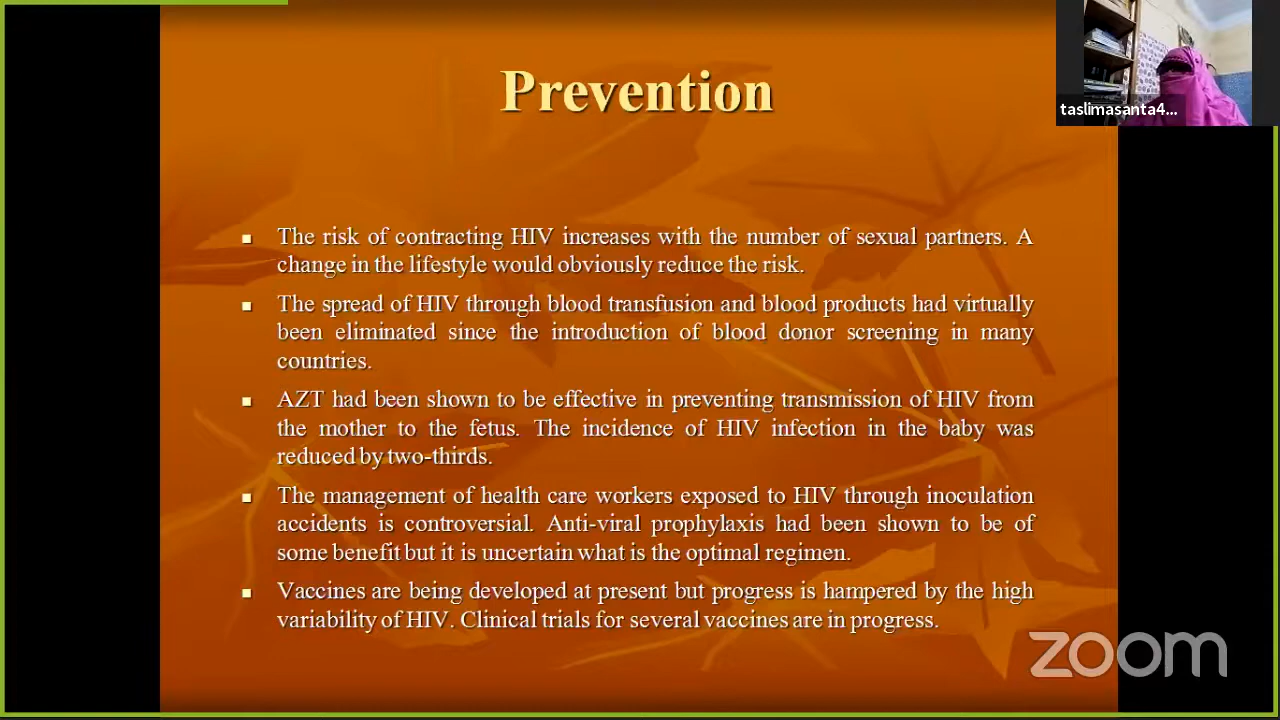 Prevention
taslimasanta4...
The risk of contracting HIV increases with the number of sexual partners. A
change in the lifestyle would obviously reduce the risk.
The spread of HIV through blood transfusion and blood products had virtually
been eliminated since the introduction of blood donor screening in many
countries.
AZT had been shown to be effective in preventing transmission of HIV from
the mother to the fetus. The incidence of HIV infection in the baby was
reduced by two-thirds.
The management of health care workers exposed to HIV through inoculation
accidents is controversial. Anti-viral prophylaxis had been shown to be of
some benefit but it is uncertain what is the optimal regimen.
Vaccines are being developed at present but progress is hampered by the high
variability of HIV. Clinical trials for several vaccines are in progress.
zoom